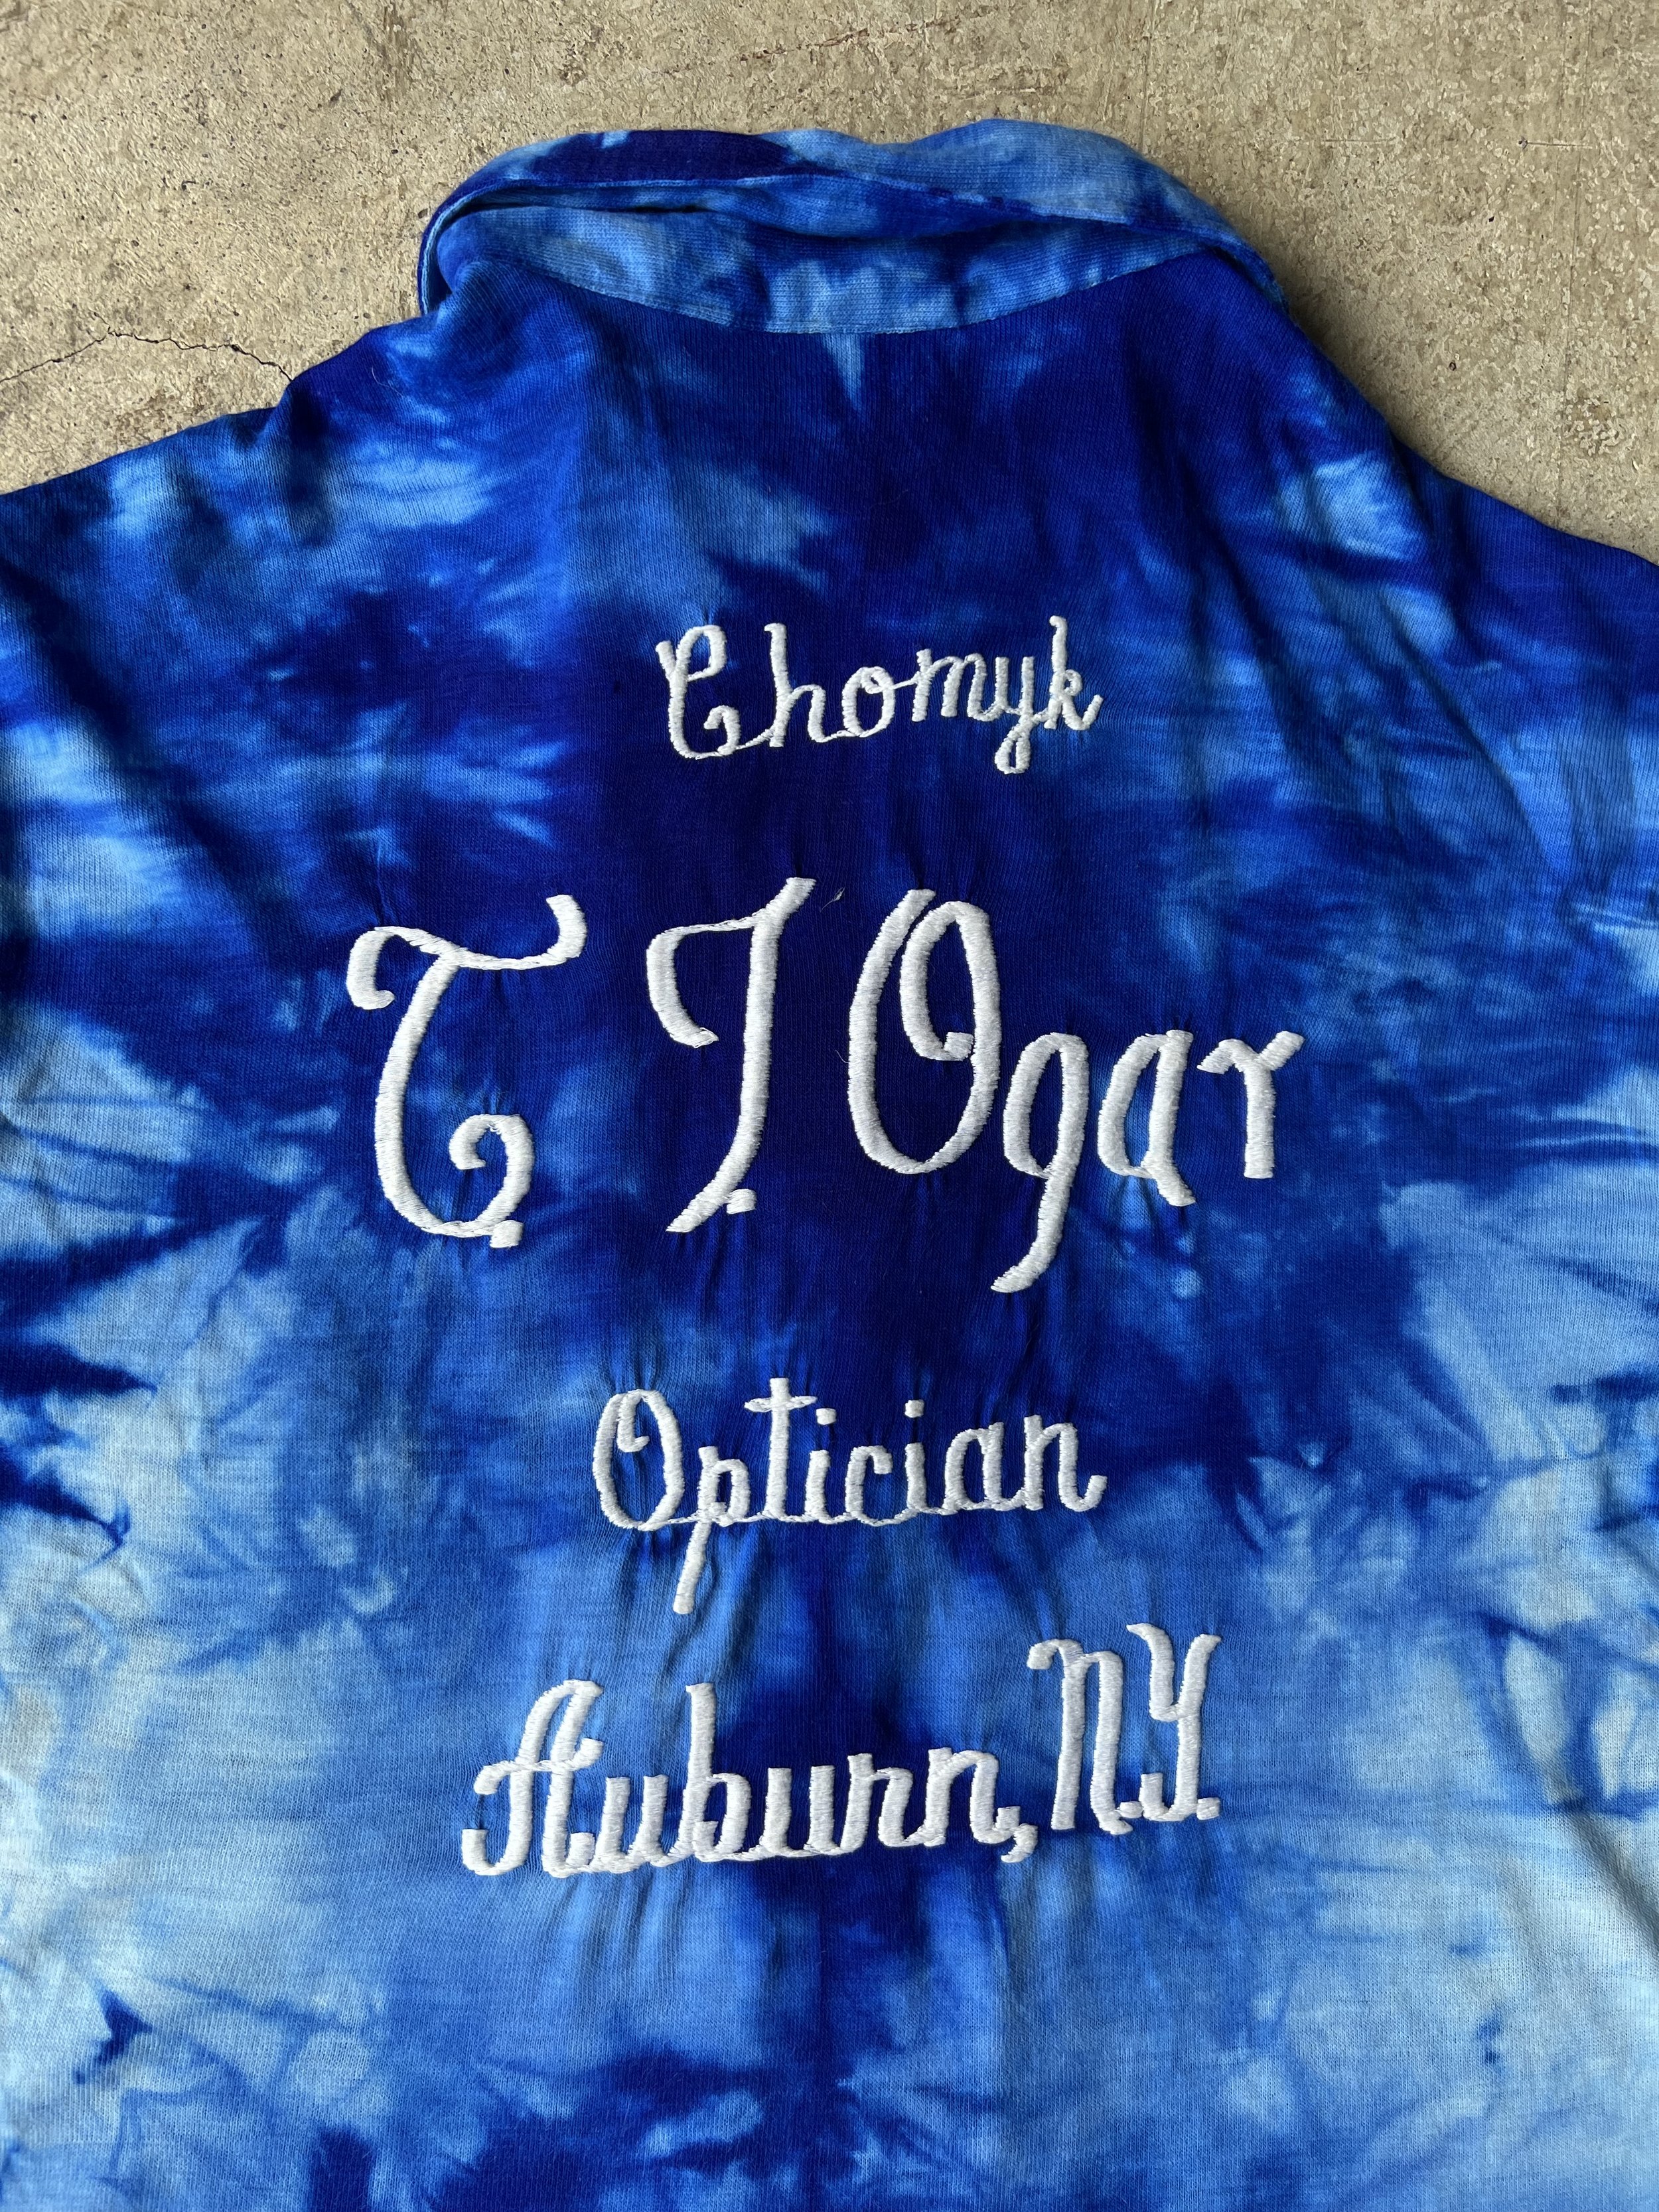 Chomyk
T J Ogar
Optician
Auburn, N.Y.